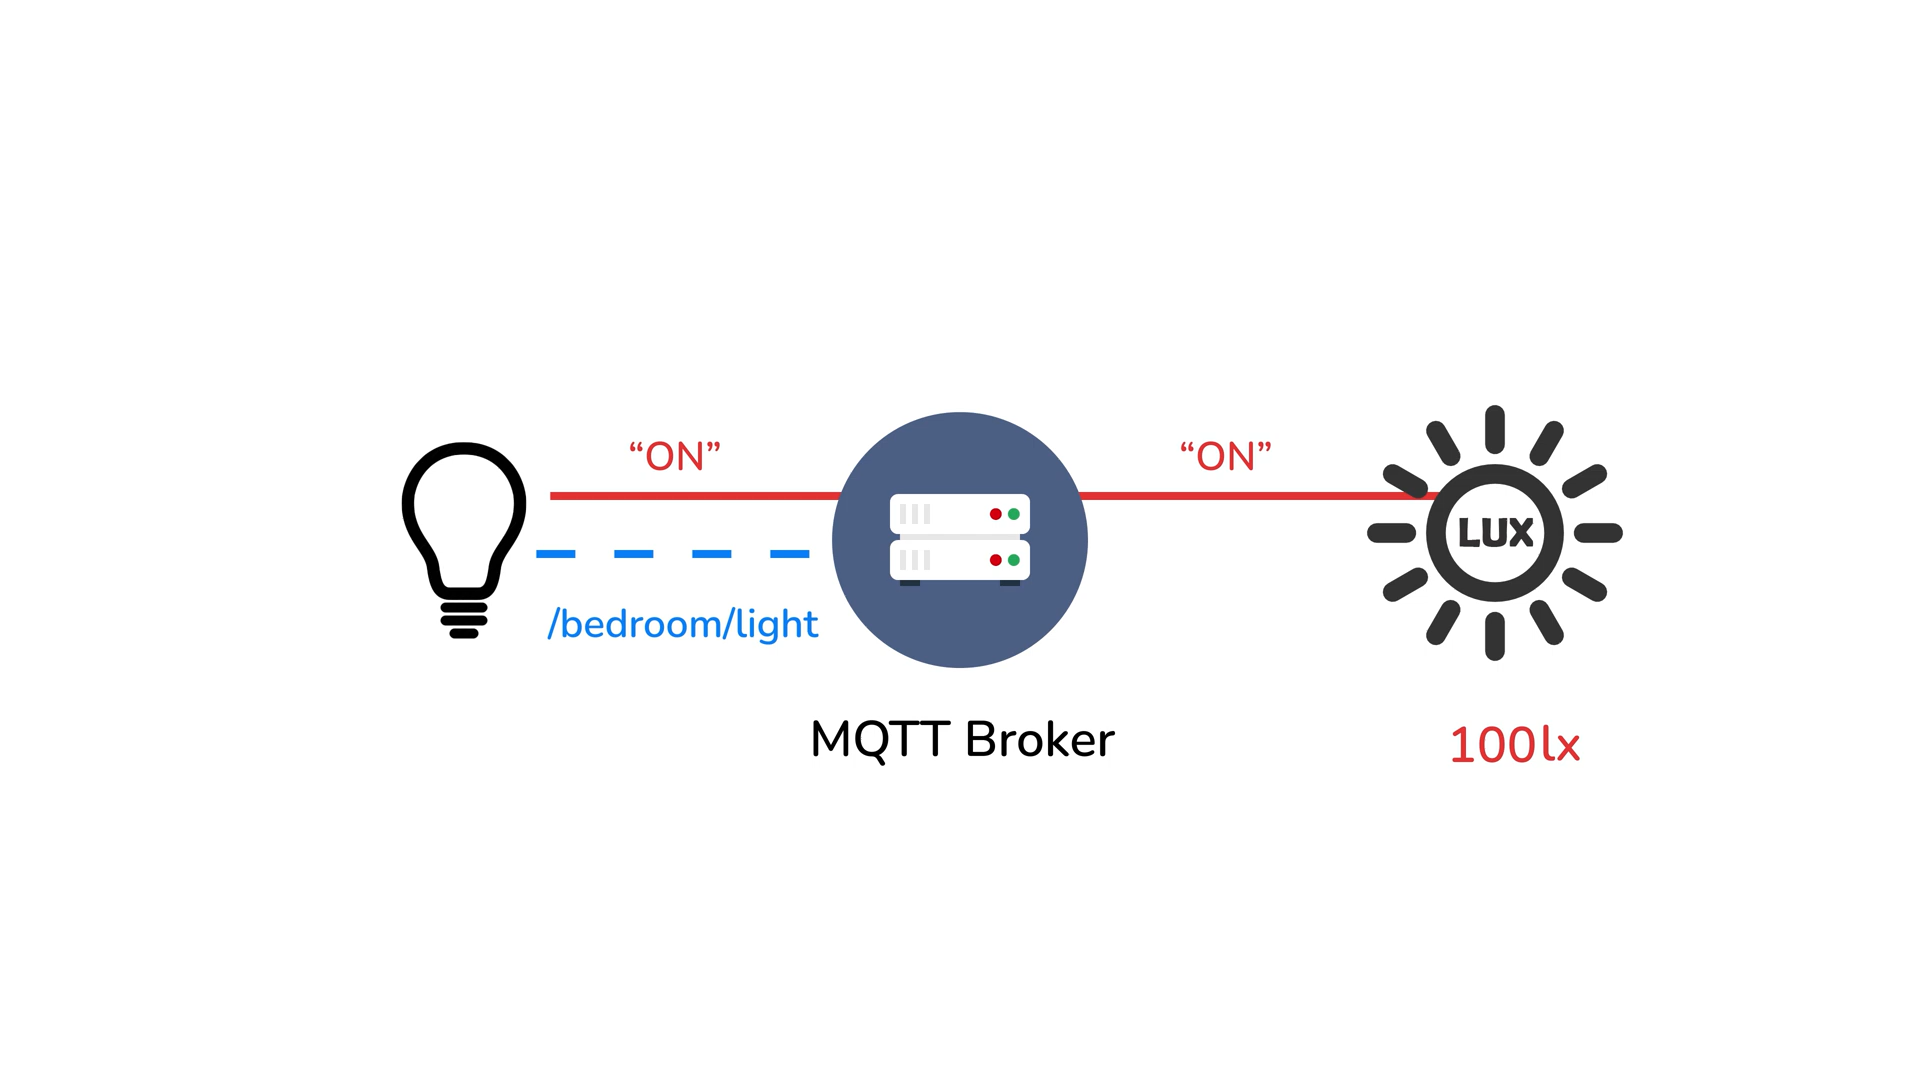 “ON”
“ON”
LUX
/bedroom/light
MQTT Broker
100lx